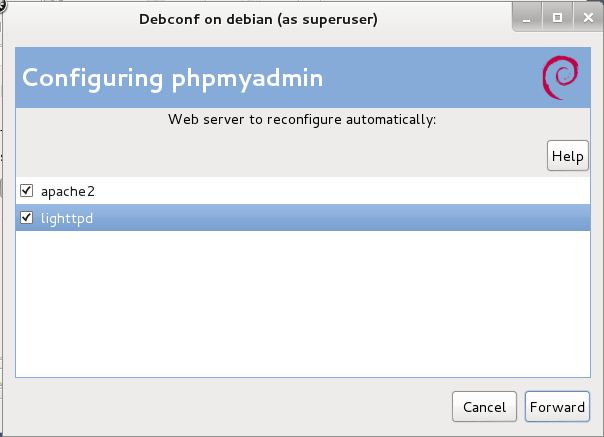 Debconf on debian (as superuser)
Configuring phpmyadmin
Web server to reconfigure automatically:
Help
apache2
lighttpd
Cancel
Forward